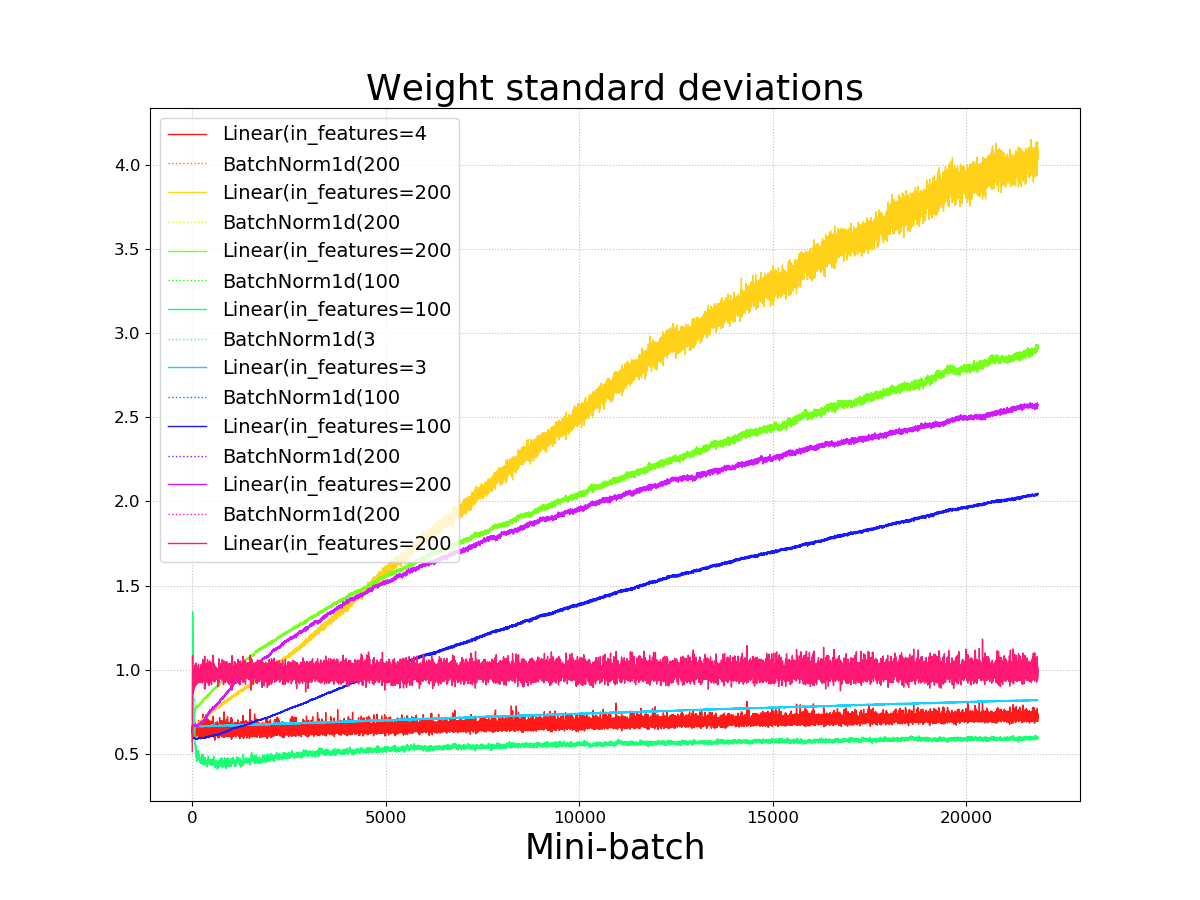 Weight standard deviations
Linear(in_features=4
BatchNorm1d(200
Linear(in_features=200
BatchNorm1d(200
Linear(in_features=200
BatchNorm1d(100
Linear(in_features=100
BatchNorm1d(3
Linear(in_features=3
BatchNorm1d(100
Linear(in_features=100
BatchNorm1d(200
Linear(in_features=200
BatchNorm1d(200
Linear(in_features=200
4.0
3.5
3.0
2.5
2.0
1.5
1.0
0.5
0 5000 10000 15000 20000
Mini-batch